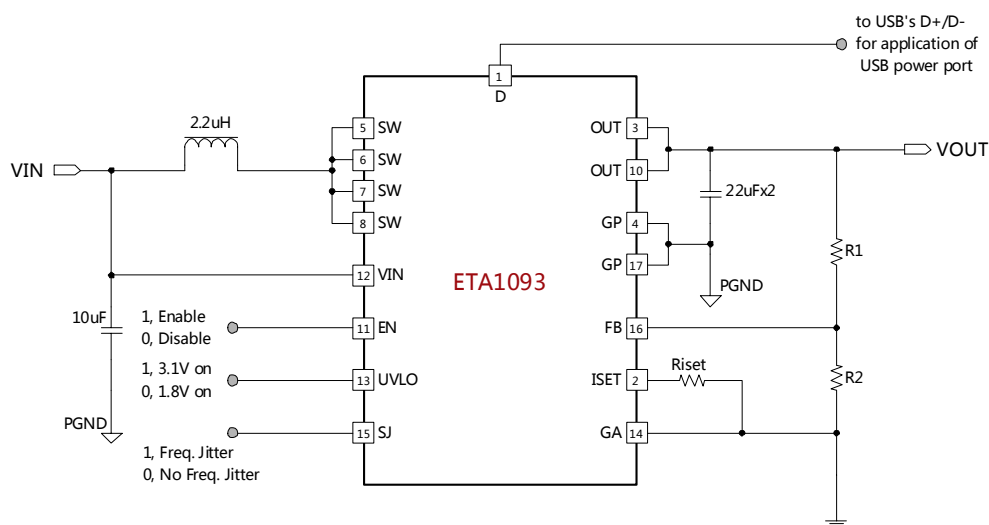 to USB's D+/D-
for application of
USB power port
1
D
2.2uH
VIN
5 SW
6 SW
7 SW
8 SW
12 VIN
10uF
1, Enable
0, Disable
11 EN
1, 3.1V on
0, 1.8V on
13 UVLO
PGND
15 SJ
1, Freq. Jitter
0, No Freq. Jitter
ETA1093
OUT 3
OUT 10
VOUT
22uFx2
GP 4
GP 17
PGND
R1
FB 16
Riset
ISET 2
R2
GA 14